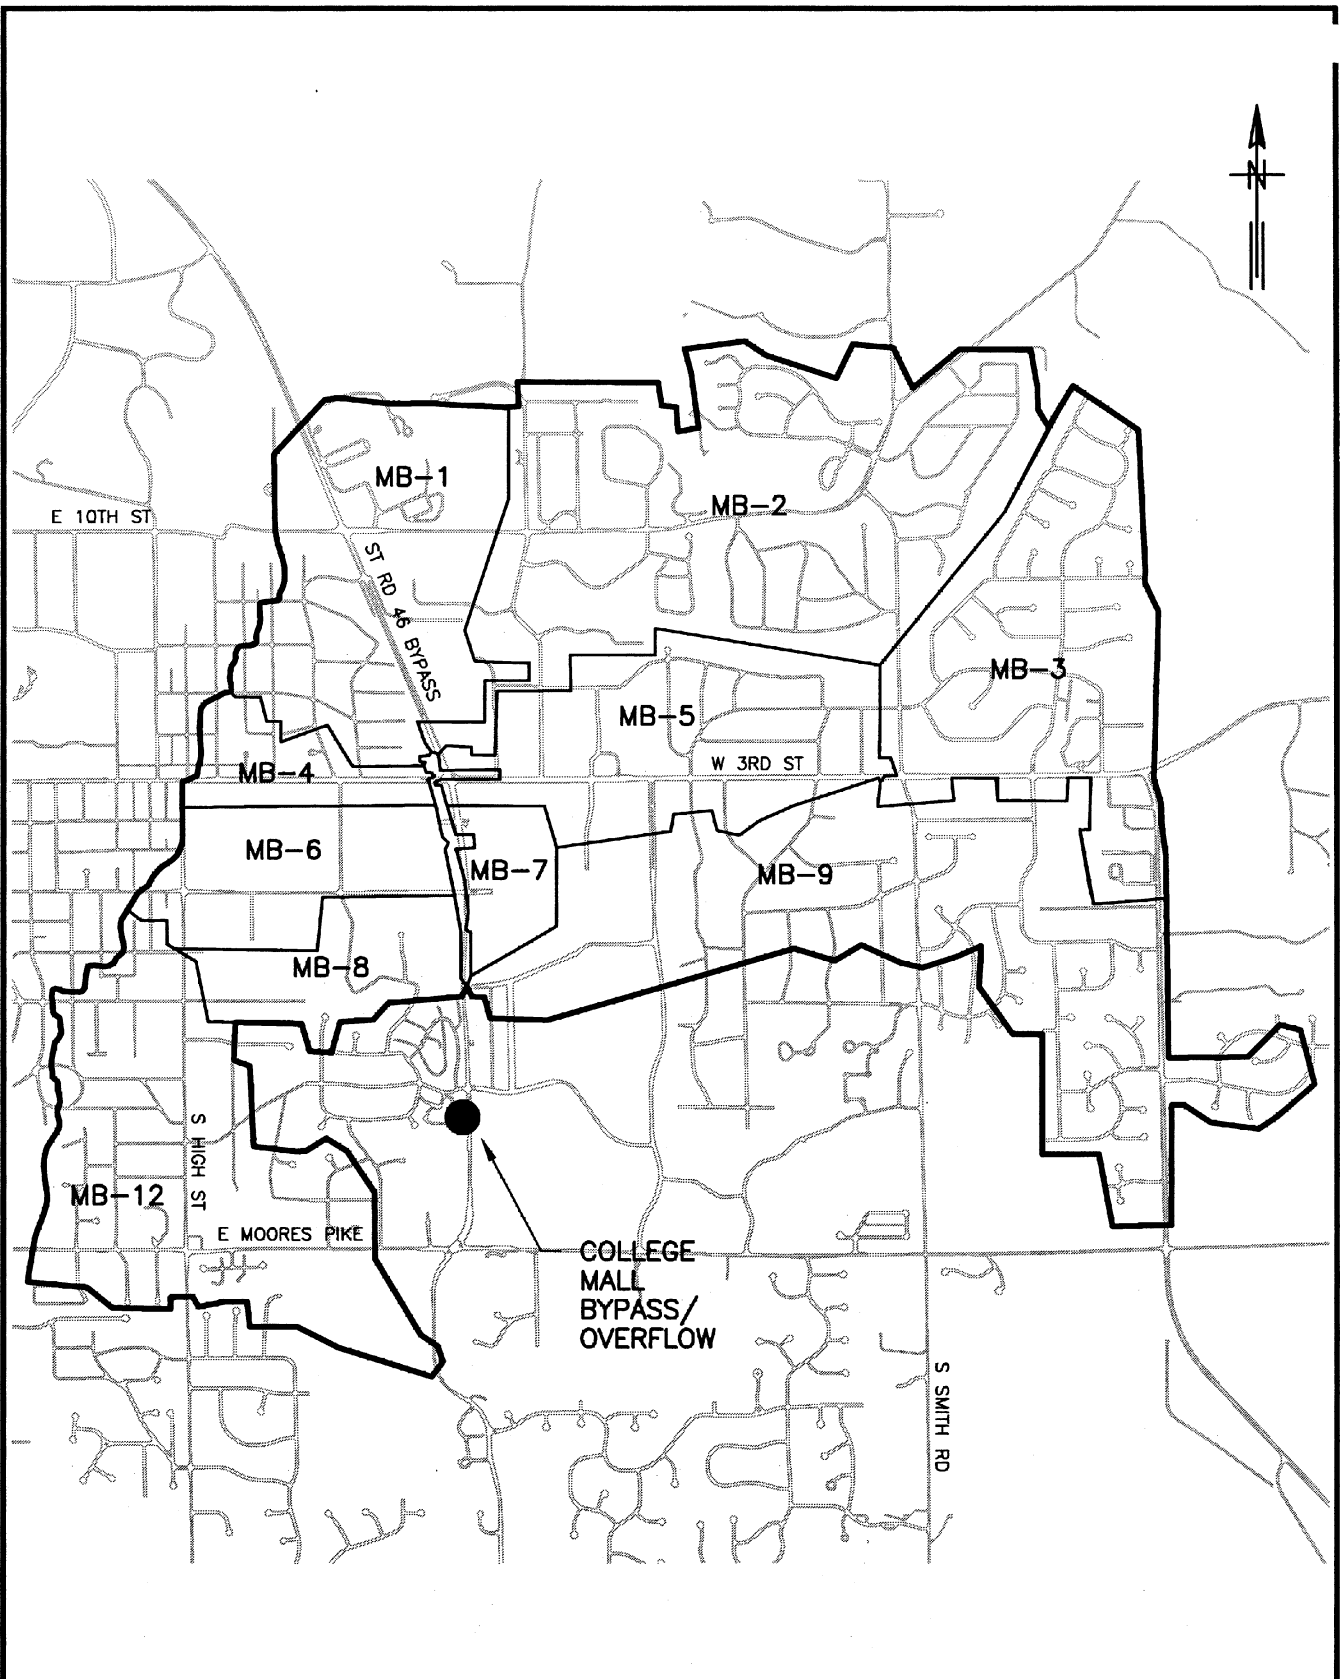 N
MB-1
MB-2
E 10TH ST
ST RD 46 BYPASS
MB-3
MB-5
W 3RD ST
MB-4
MB-6
MB-7
MB-9
MB-8
S HIGH ST
MB-12
E MOORES PIKE
COLLEGE
MALL
BYPASS/
OVERFLOW
S SMITH RD